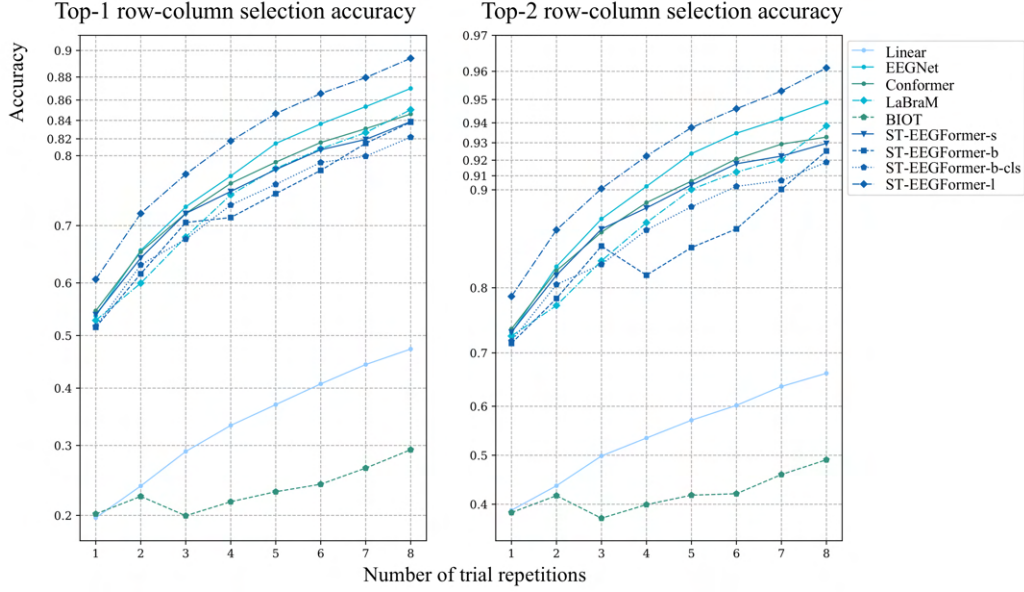 Top-1 row-column selection accuracy
Top-2 row-column selection accuracy
Accuracy
0.9
0.88
0.86
0.84
0.82
0.8
0.7
0.6
0.5
0.4
0.3
0.2
1 2 3 4 5 6 7 8
0.97
0.96
0.95
0.94
0.93
0.92
0.91
0.9
0.8
0.7
0.6
0.5
0.4
1 2 3 4 5 6 7 8
Number of trial repetitions
Linear
EEGNet
Conformer
LaBraM
BIOT
ST-EEGFormer-s
ST-EEGFormer-b
ST-EEGFormer-b-cls
ST-EEGFormer-l